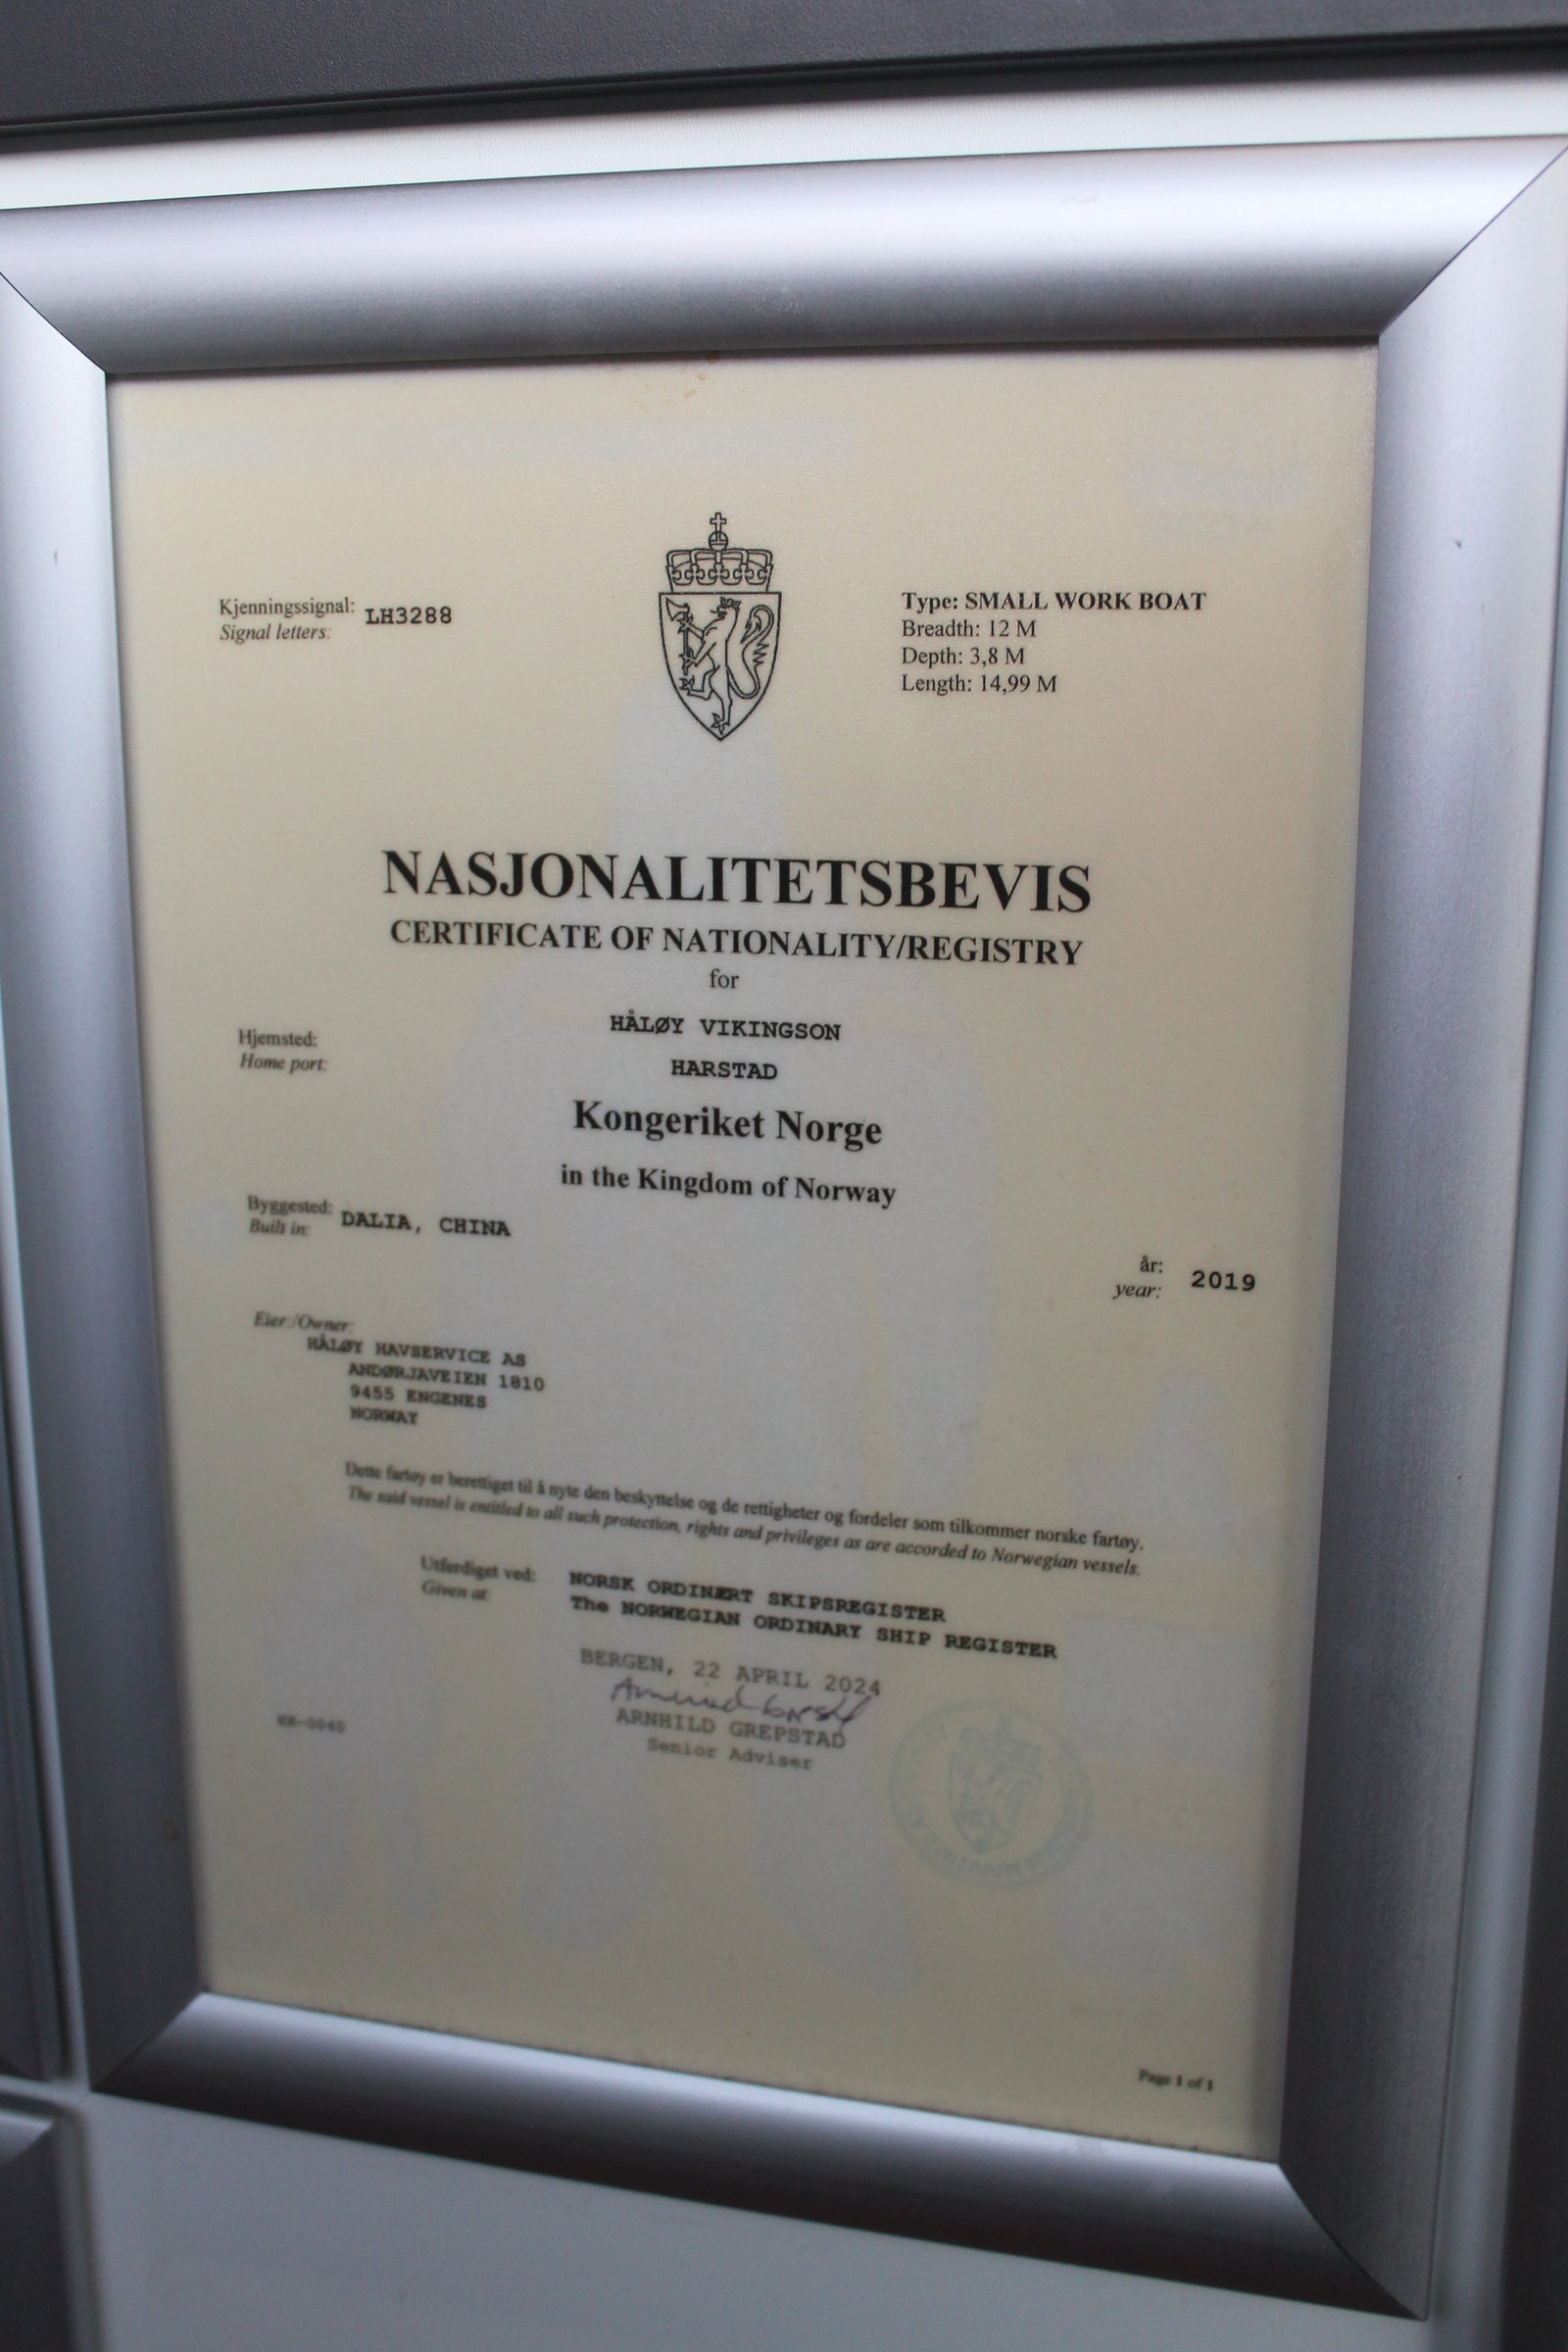 Kjenningssignal: LH3288
Signal letters:
Type: SMALL WORK BOAT
Breadth: 12 M
Depth: 3,8 M
Length: 14,99 M
NASJONALITETSBEVIS
CERTIFICATE OF NATIONALITY/REGISTRY
for
HÅLØY VIKINGSON
Hjemsted:
Home port:
HARSTAD
Kongeriket Norge
in the Kingdom of Norway
Byggested: DALIA, CHINA
Built in:
år: 2019
year:
Eier:/Owner:
HÅLØY HAVSERVICE AS
ANDØRJAVEIEN 1810
9455 ENGENES
NORWAY
Dette fartøy er berettiget til å nyte den beskyttelse og de rettigheter og fordeler som tilkommer norske fartøy.
The said vessel is entitled to all such protection, rights and privileges as are accorded to Norwegian vessels.
Utferdiget ved: NORSK ORDINÆRT SKIPSREGISTER
Given at: The NORWEGIAN ORDINARY SHIP REGISTER
BERGEN, 22 APRIL 2024
ARNHILD GREPSTAD
Senior Adviser
Page 1 of 1